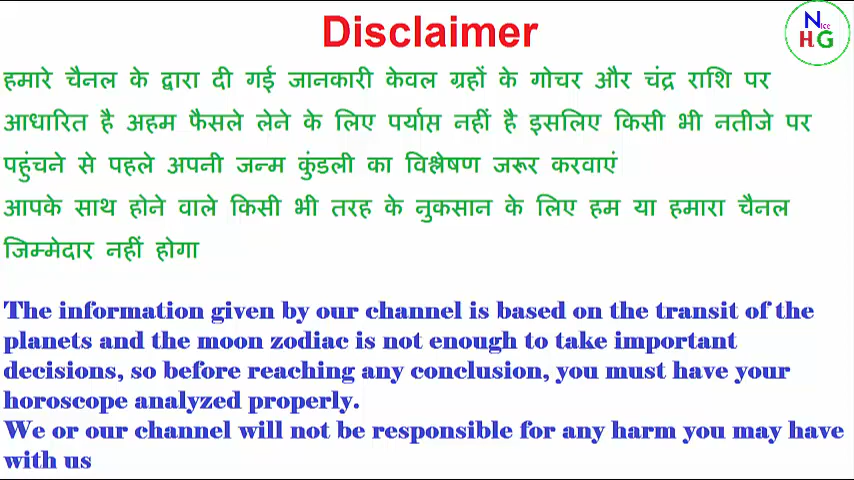 Disclaimer
Nice
H.G
हमारे चैनल के द्वारा दी गई जानकारी केवल ग्रहों के गोचर और चंद्र राशि पर
आधारित है अहम फैसले लेने के लिए पर्याप्त नहीं है इसलिए किसी भी नतीजे पर
पहुंचने से पहले अपनी जन्म कुंडली का विश्लेषण जरूर करवाएं
आपके साथ होने वाले किसी भी तरह के नुकसान के लिए हम या हमारा चैनल
जिम्मेदार नहीं होगा
The information given by our channel is based on the transit of the
planets and the moon zodiac is not enough to take important
decisions, so before reaching any conclusion, you must have your
horoscope analyzed properly.
We or our channel will not be responsible for any harm you may have
with us